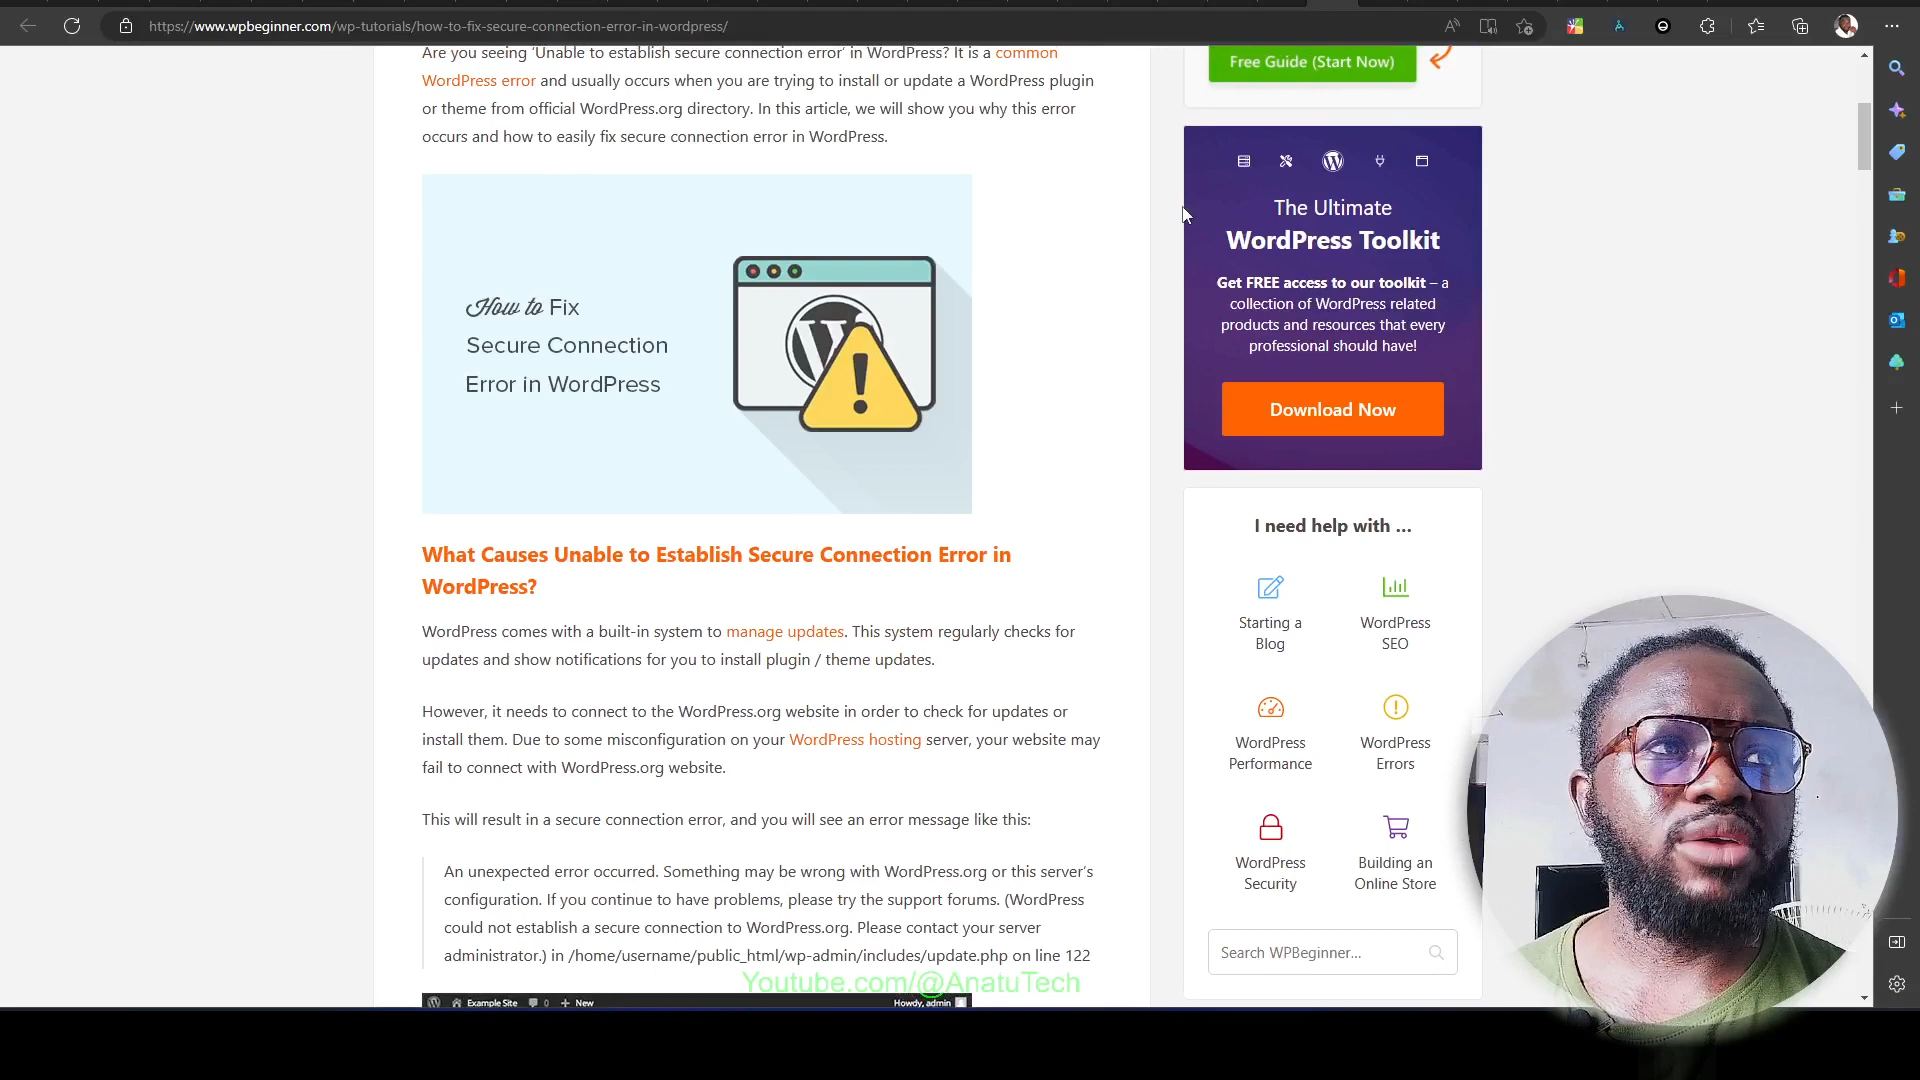 https://www.wpbeginner.com/wp-tutorials/how-to-fix-secure-connection-error-in-wordpress/
Are you seeing 'Unable to establish secure connection error' in WordPress? It is a common
WordPress error and usually occurs when you are trying to install or update a WordPress plugin
or theme from official WordPress.org directory. In this article, we will show you why this error
occurs and how to easily fix secure connection error in WordPress.
How to Fix
Secure Connection
Error in WordPress
What Causes Unable to Establish Secure Connection Error in
WordPress?
WordPress comes with a built-in system to manage updates. This system regularly checks for
updates and show notifications for you to install plugin / theme updates.
However, it needs to connect to the WordPress.org website in order to check for updates or
install them. Due to some misconfiguration on your WordPress hosting server, your website may
fail to connect with WordPress.org website.
This will result in a secure connection error, and you will see an error message like this:
An unexpected error occurred. Something may be wrong with WordPress.org or this server's
configuration. If you continue to have problems, please try the support forums. (WordPress
could not establish a secure connection to WordPress.org. Please contact your server
administrator.) in /home/username/public_html/wp-admin/includes/update.php on line 122
Youtube.com/@AnatuTech
Example Site 0 + New Howdy, admin
Free Guide (Start Now)
The Ultimate
WordPress Toolkit
Get FREE access to our toolkit – a
collection of WordPress related
products and resources that every
professional should have!
Download Now
I need help with ...
Starting a
Blog
WordPress
SEO
WordPress
Performance
WordPress
Errors
WordPress
Security
Building an
Online Store
Search WPBeginner...